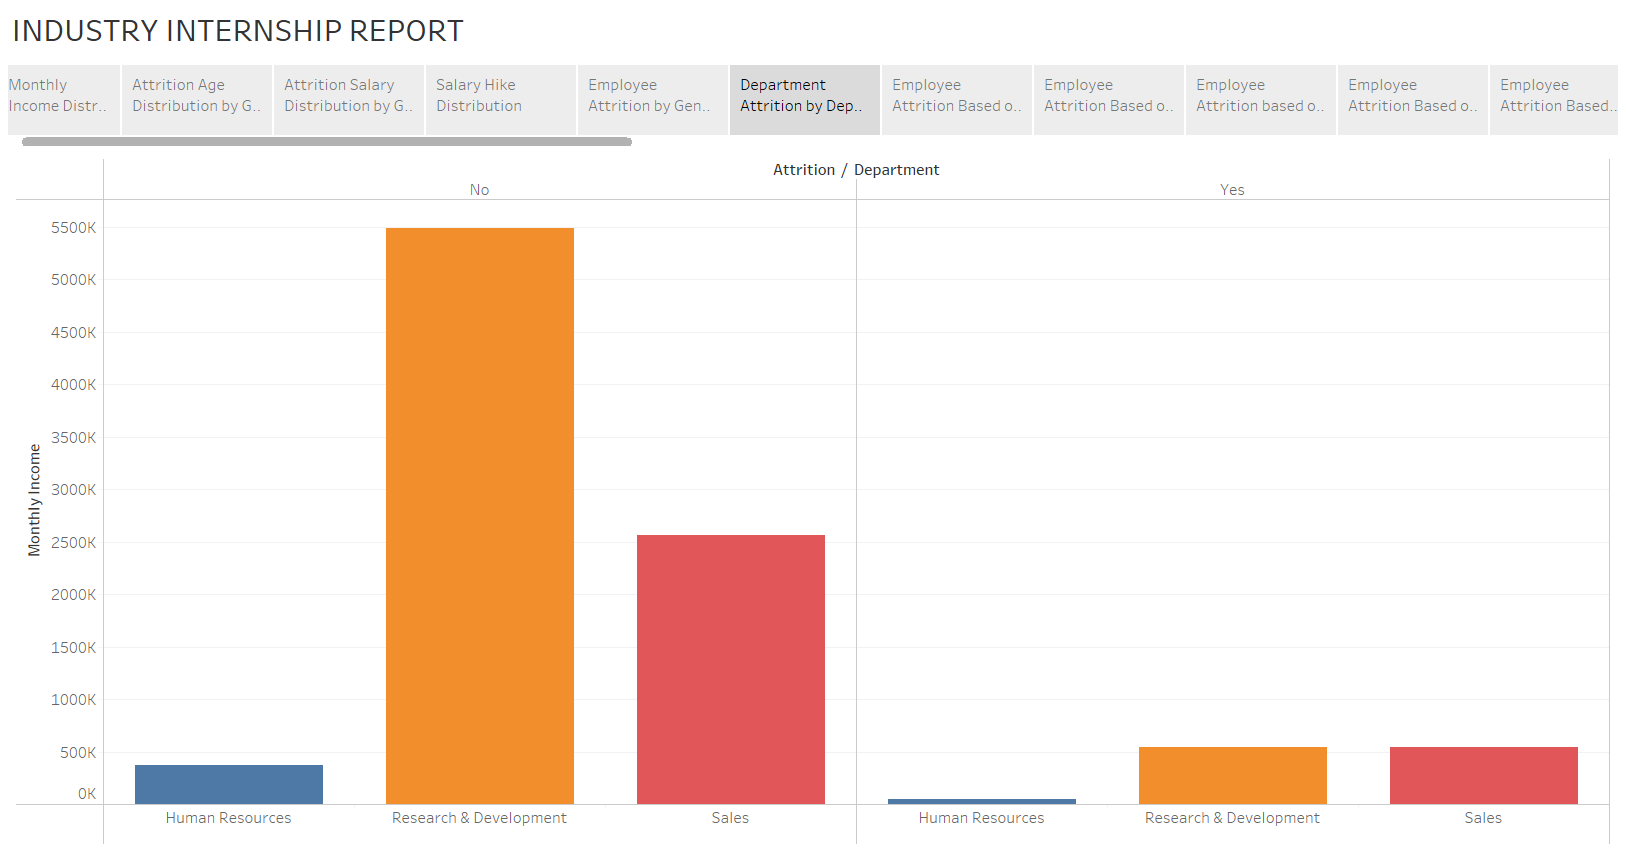 INDUSTRY INTERNSHIP REPORT
Monthly
Income Distr..
Attrition Age
Distribution by G..
Attrition Salary
Distribution by G..
Salary Hike
Distribution
Employee
Attrition by Gen..
Department
Attrition by Dep..
Employee
Attrition Based o..
Employee
Attrition Based o..
Employee
Attrition based o..
Employee
Attrition Based o..
Employee
Attrition Based..
Attrition / Department
No
Yes
Monthly Income
5500K
5000K
4500K
4000K
3500K
3000K
2500K
2000K
1500K
1000K
500K
0K
Human Resources
Research & Development
Sales
Human Resources
Research & Development
Sales